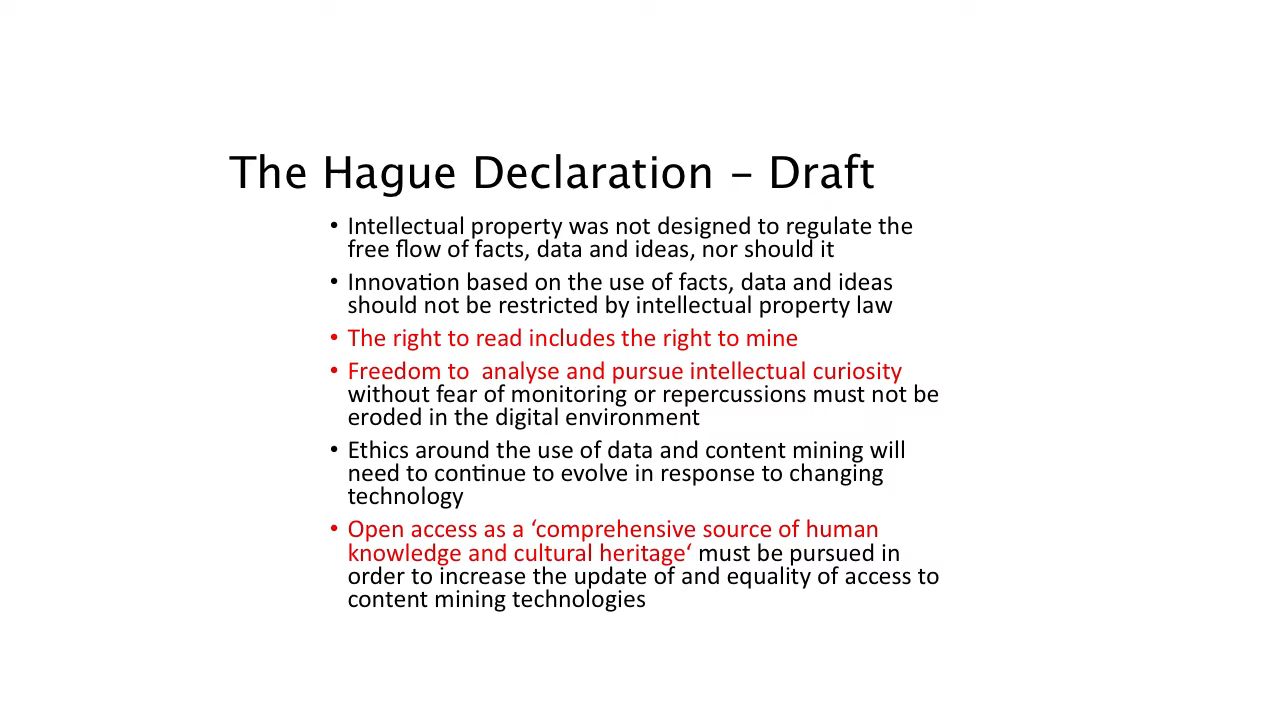 The Hague Declaration – Draft
• Intellectual property was not designed to regulate the
free flow of facts, data and ideas, nor should it
• Innovation based on the use of facts, data and ideas
should not be restricted by intellectual property law
• The right to read includes the right to mine
• Freedom to  analyse and pursue intellectual curiosity
without fear of monitoring or repercussions must not be
eroded in the digital environment
• Ethics around the use of data and content mining will
need to continue to evolve in response to changing
technology
• Open access as a ‘comprehensive source of human
knowledge and cultural heritage‘ must be pursued in
order to increase the update of and equality of access to
content mining technologies